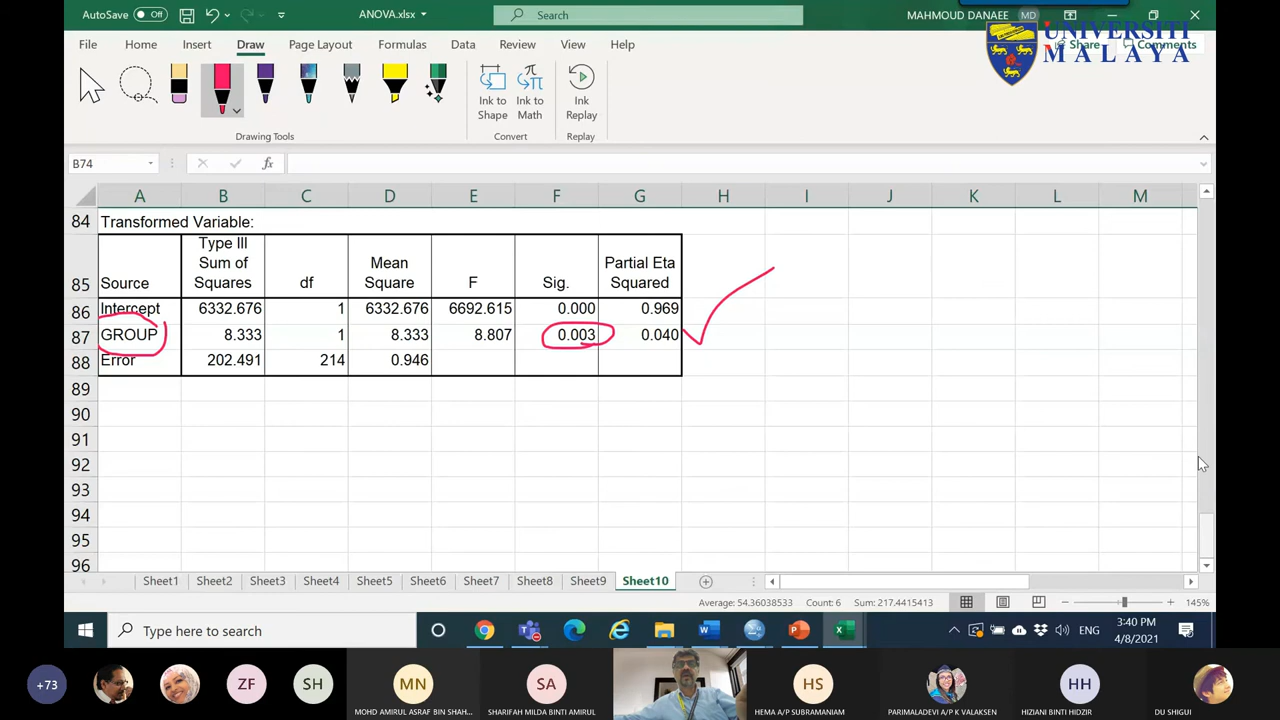 AutoSave Off ANOVA.xlsx Search MAHMOUD DANAEE MD
UNIVERSITI
MALAYA
File Home Insert Draw Page Layout Formulas Data Review View Help Share Comments
Ink to Shape Ink to Math Ink Replay
Drawing Tools Convert Replay
B74 fx
A B C D E F G H I J K L M
84 Transformed Variable:
85 Source Type III Sum of Squares df Mean Square F Sig. Partial Eta Squared
86 Intercept 6332.676 1 6332.676 6692.615 0.000 0.969
87 GROUP 8.333 1 8.333 8.807 0.003 0.040
88 Error 202.491 214 0.946
89
90
91
92
93
94
95
96
Sheet1 Sheet2 Sheet3 Sheet4 Sheet5 Sheet6 Sheet7 Sheet8 Sheet9 Sheet10
Average: 54.36038533 Count: 6 Sum: 217.4415413 145%
Type here to search ENG 3:40 PM
4/8/2021
+73 ZF SH MN SA HS HH
MOHD AMIRUL ASRAF BIN SHAH... SHARIFAH MILDA BINTI AMIRUL HEMA A/P SUBRAMANIAM PARIMALADEVI A/P K VALAKSEN HIZIANI BINTI HIDZIR DU SHIGUI